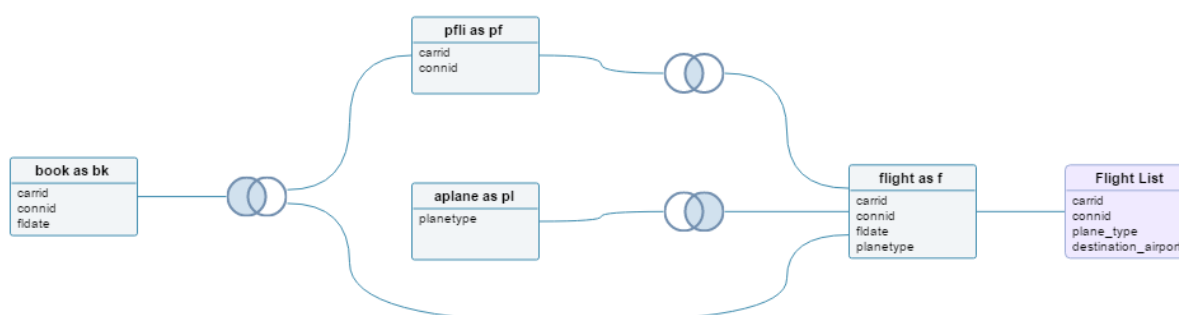 pfli as pf
carrid
connid
book as bk
carrid
connid
fldate
aplane as pl
planetype
flight as f
carrid
connid
fldate
planetype
Flight List
carrid
connid
plane_type
destination_airport